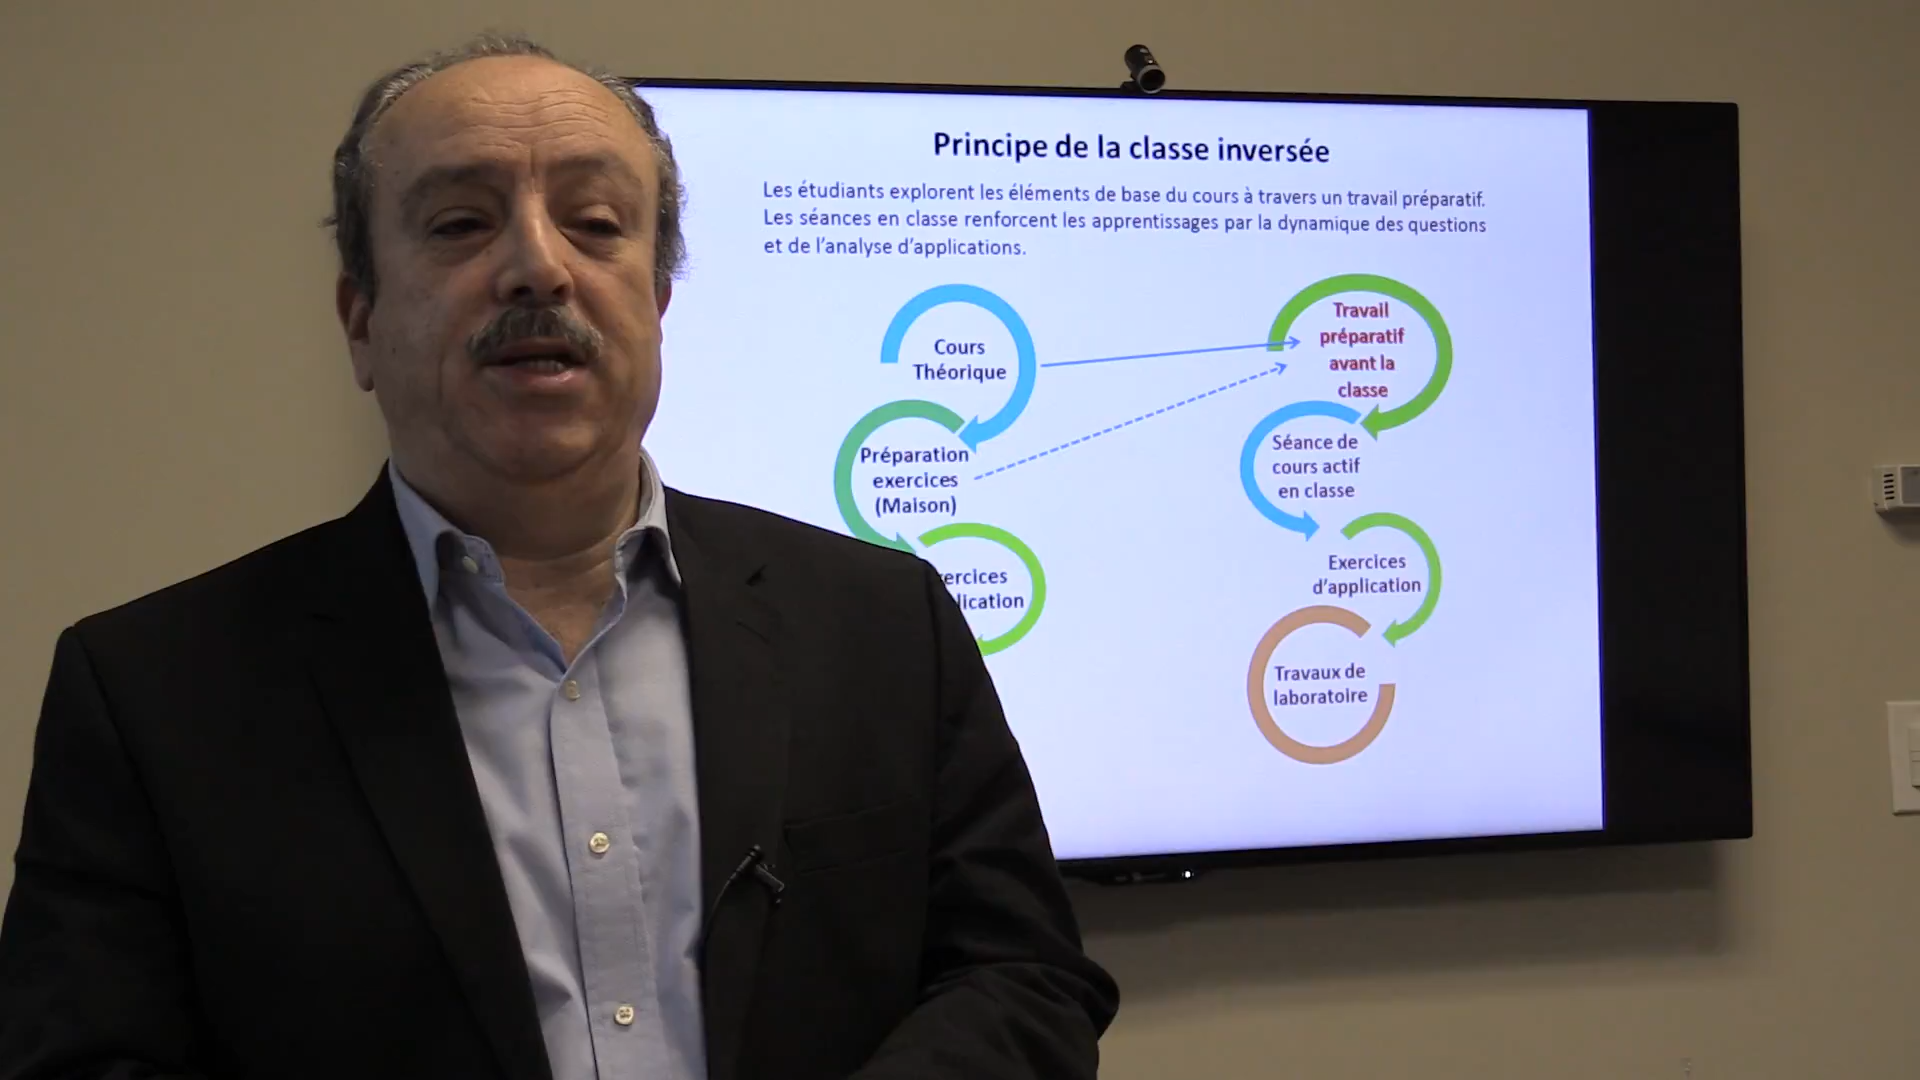 Principe de la classe inversée
Les étudiants explorent les éléments de base du cours à travers un travail préparatif.
Les séances en classe renforcent les apprentissages par la dynamique des questions
et de l'analyse d'applications.
Cours
Théorique
Préparation
exercices
(Maison)
Travail
préparatif
avant la
classe
Séance de
cours actif
en classe
Exercices
d'application
Travaux de
laboratoire